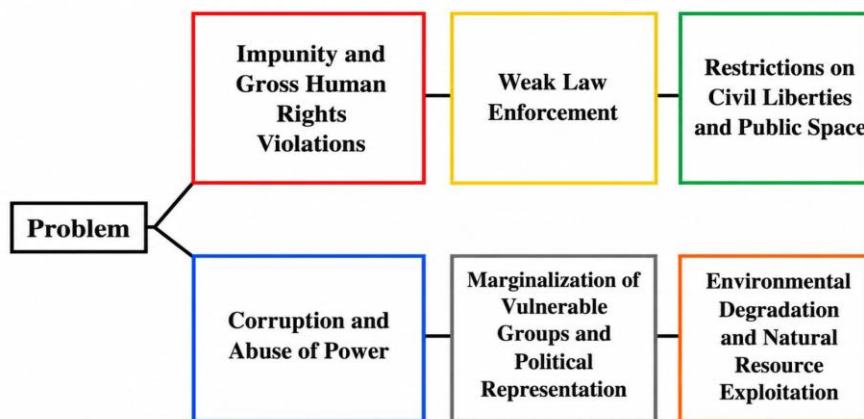 Problem
Impunity and
Gross Human
Rights
Violations
Weak Law
Enforcement
Restrictions on
Civil Liberties
and Public Space
Corruption and
Abuse of Power
Marginalization of
Vulnerable
Groups and
Political
Representation
Environmental
Degradation
and Natural
Resource
Exploitation